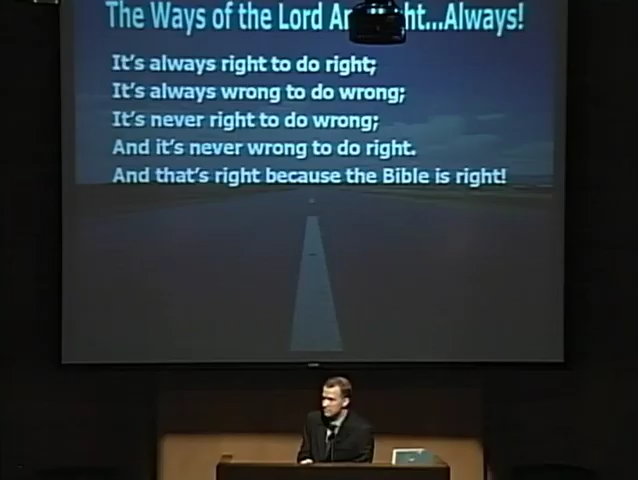 The Ways of the Lord ht...Always!
It's always right to do right;
It's always wrong to do wrong;
It's never right to do wrong;
And it's never wrong to do right.
And that's right because the Bible is right!